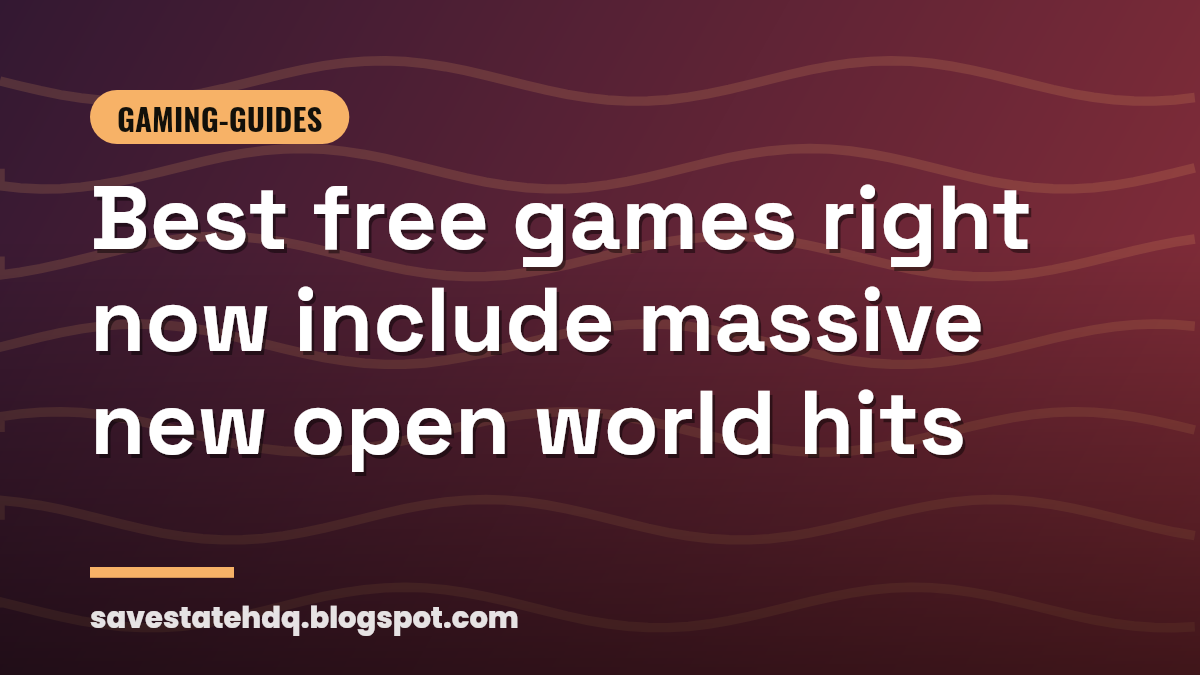 GAMING-GUIDES
Best free games right
now include massive
new open world hits
savestatehdq.blogspot.com